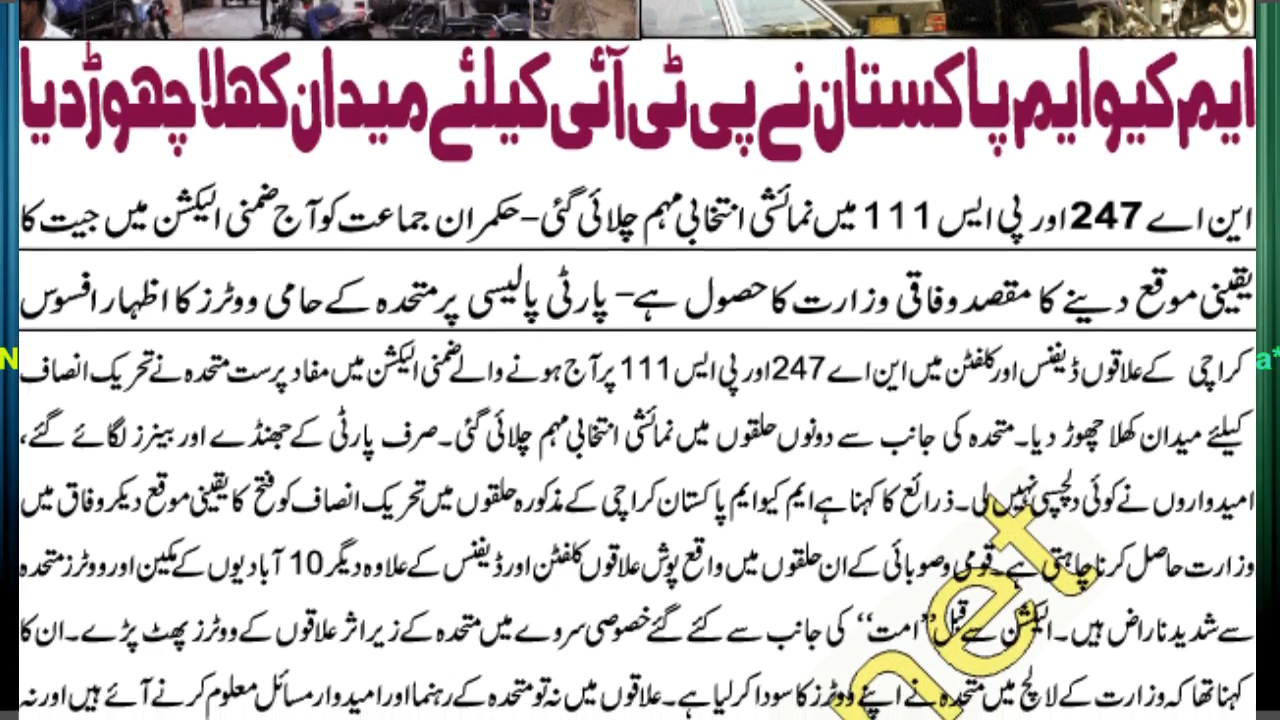 ایم کیو ایم پاکستان نے پی ٹی آئی کیلئے میدان کھلا چھوڑ دیا
این اے 247 اور پی ایس 111 میں نمائشی انتخابی مہم چلائی گئی – حکمران جماعت کو آج ضمنی الیکشن میں جیت کا
یقینی موقع دینے کا مقصد وفاقی وزارت کا حصول ہے – پارٹی پالیسی پر متحدہ کے حامی ووٹرز کا اظہار افسوس
کراچی کے علاقوں ڈیفنس اور کلفٹن میں این اے 247 اور پی ایس 111 پر آج ہونے والے ضمنی الیکشن میں مفاد پرست متحدہ نے تحریک انصاف
کیلئے میدان کھلا چھوڑ دیا۔ متحدہ کی جانب سے دونوں حلقوں میں نمائشی انتخابی مہم چلائی گئی۔ صرف پارٹی کے جھنڈے اور بینرز لگائے گئے،
امیدواروں نے کوئی دلچسپی نہیں لی۔ ذرائع کا کہنا ہے ایم کیو ایم پاکستان کراچی کے مذکورہ حلقوں میں تحریک انصاف کو فتح کا یقینی موقع دیکر وفاق میں
وزارت حاصل کرنا چاہتی ہے۔ قومی و صوبائی کے ان حلقوں میں واقع پوش علاقوں کلفٹن اور ڈیفنس کے علاوہ دیگر 10 آبادیوں کے مکین اور ووٹرز متحدہ
سے شدید ناراض ہیں۔ الیکشن سے قبل ’’امت‘‘ کی جانب سے کئے گئے خصوصی سروے میں متحدہ کے زیر اثر علاقوں کے ووٹرز پھٹ پڑے۔ ان کا
کہنا تھا کہ وزارت کے لالچ میں متحدہ نے اپنے ووٹرز کا سودا کر لیا ہے۔ علاقوں میں نہ تو متحدہ کے رہنما اور امیدوار مسائل معلوم کرنے آئے ہیں اور نہ
N
a*
net